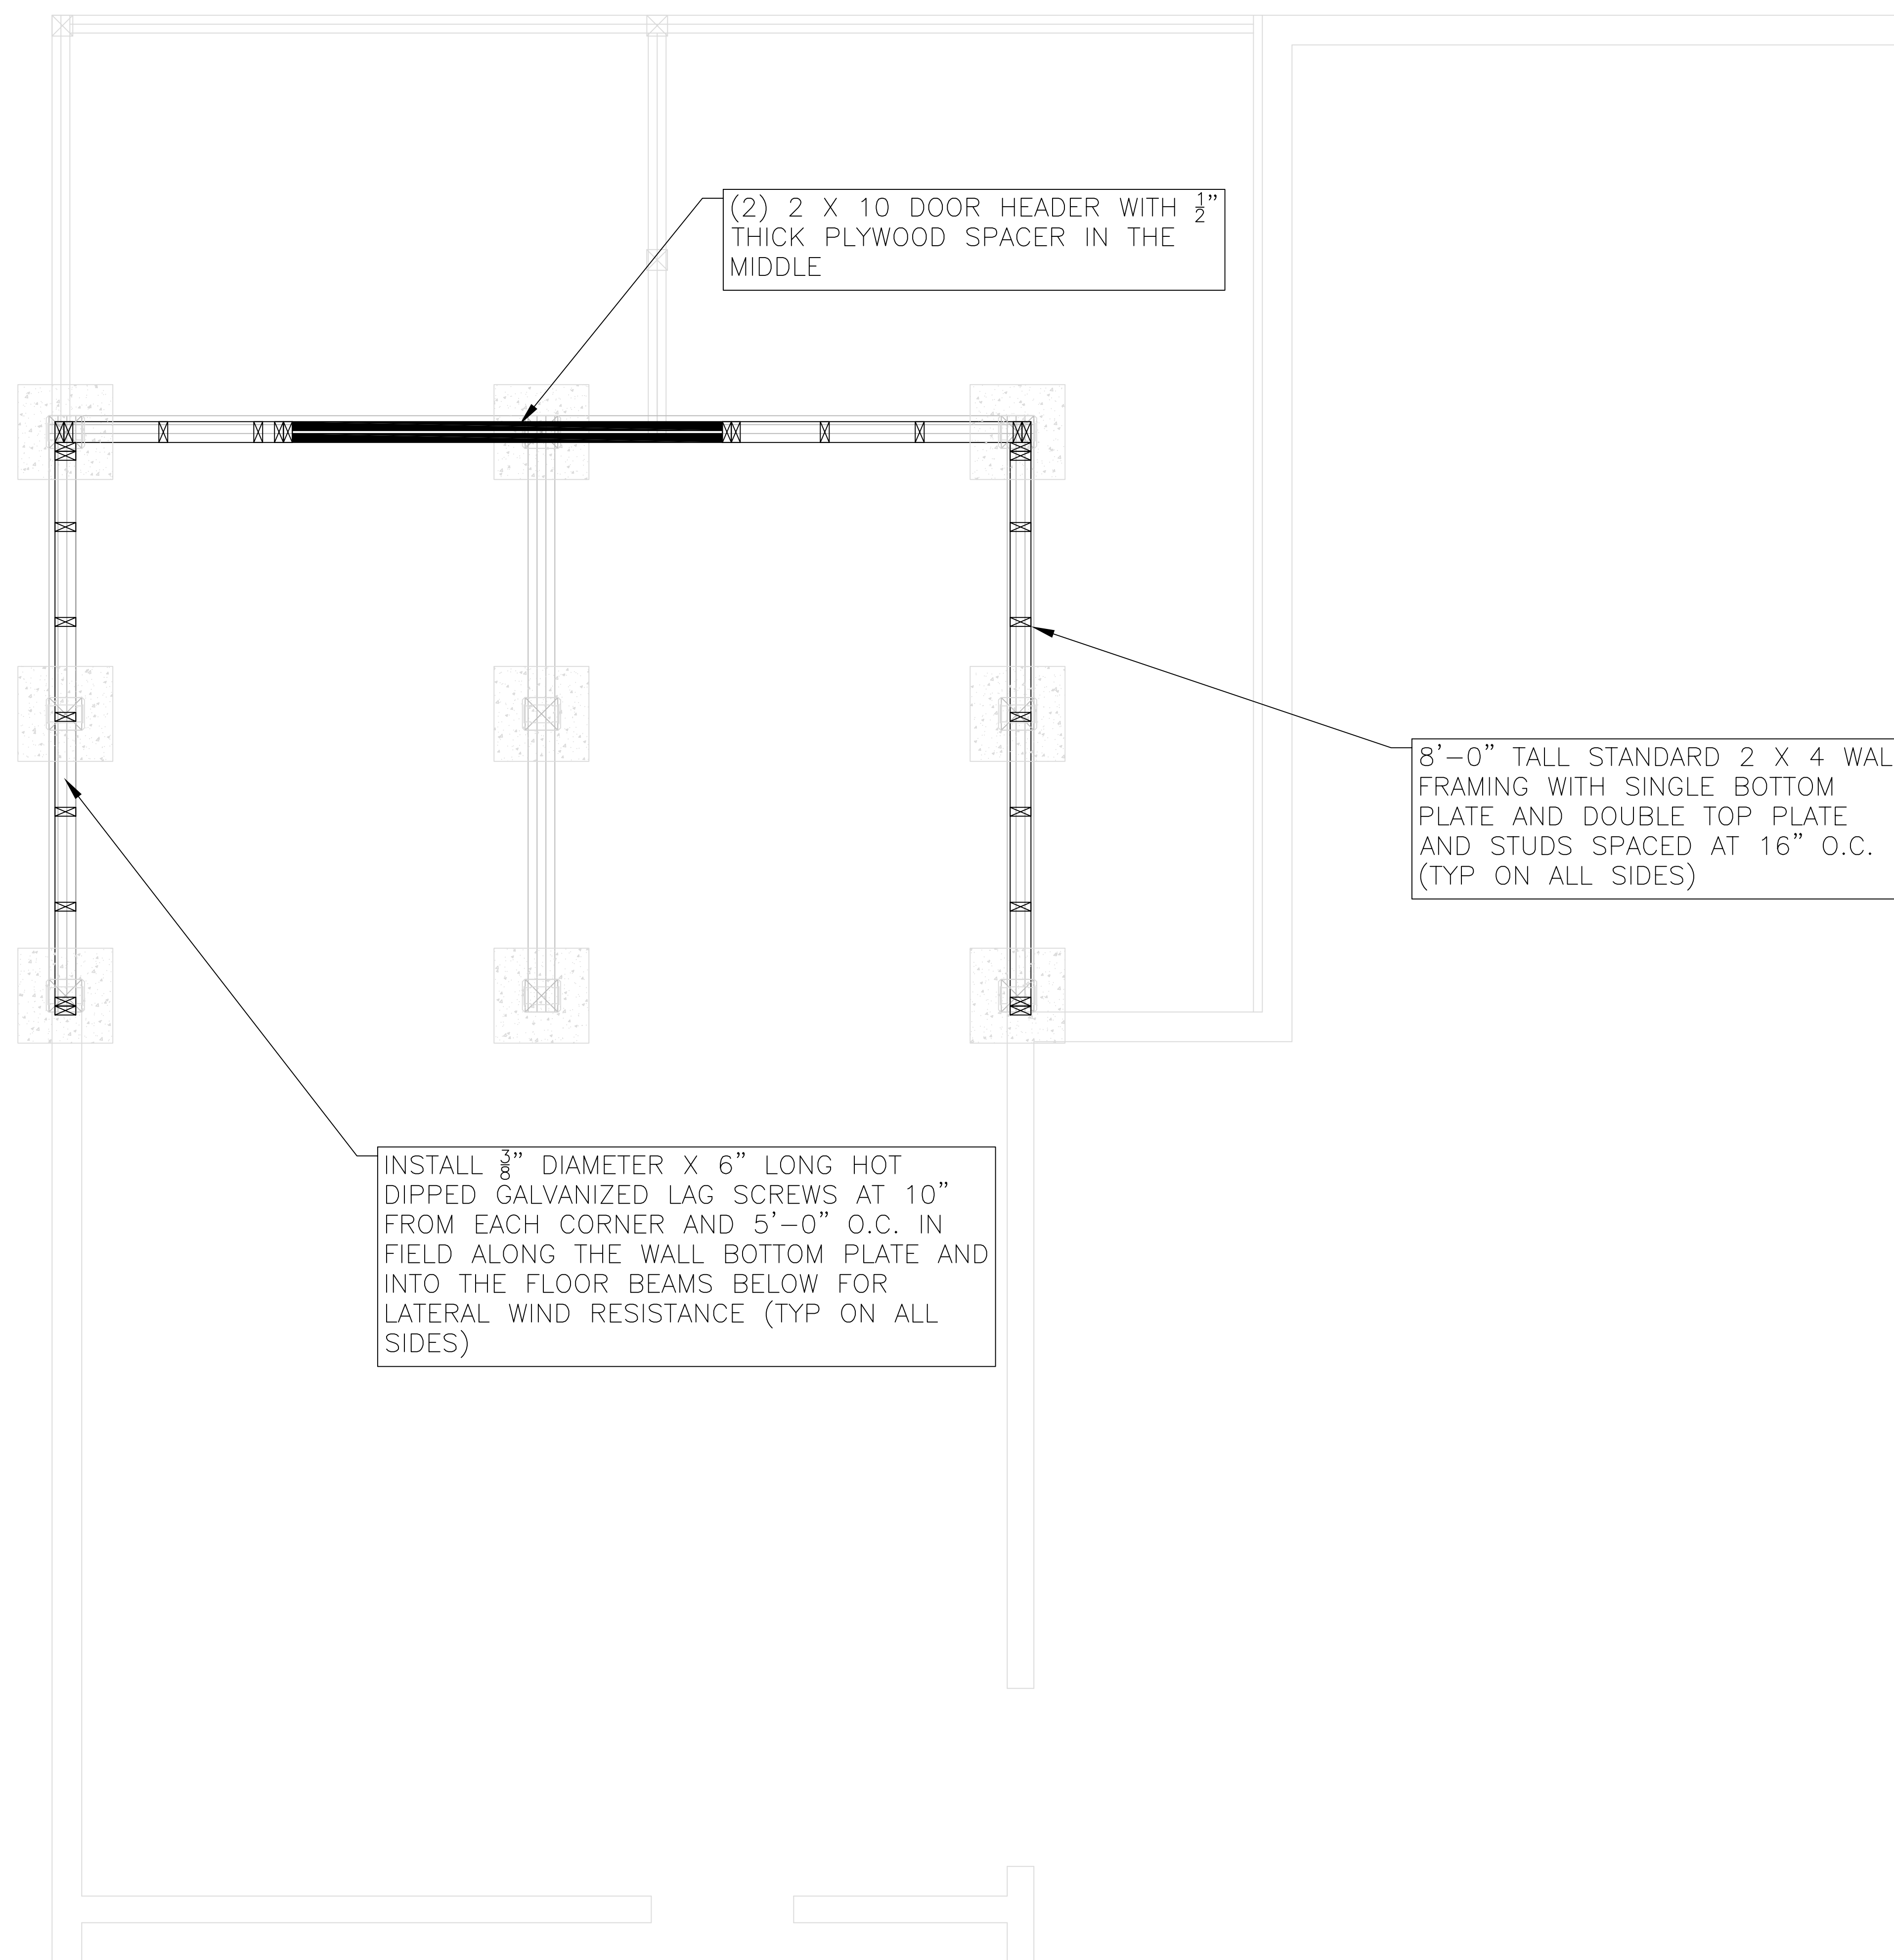 (2) 2 X 10 DOOR HEADER WITH 1/2”
THICK PLYWOOD SPACER IN THE
MIDDLE
8’-0” TALL STANDARD 2 X 4 WAL
FRAMING WITH SINGLE BOTTOM
PLATE AND DOUBLE TOP PLATE
AND STUDS SPACED AT 16” O.C.
(TYP ON ALL SIDES)
INSTALL 3/8” DIAMETER X 6” LONG HOT
DIPPED GALVANIZED LAG SCREWS AT 10”
FROM EACH CORNER AND 5’-0” O.C. IN
FIELD ALONG THE WALL BOTTOM PLATE AND
INTO THE FLOOR BEAMS BELOW FOR
LATERAL WIND RESISTANCE (TYP ON ALL
SIDES)